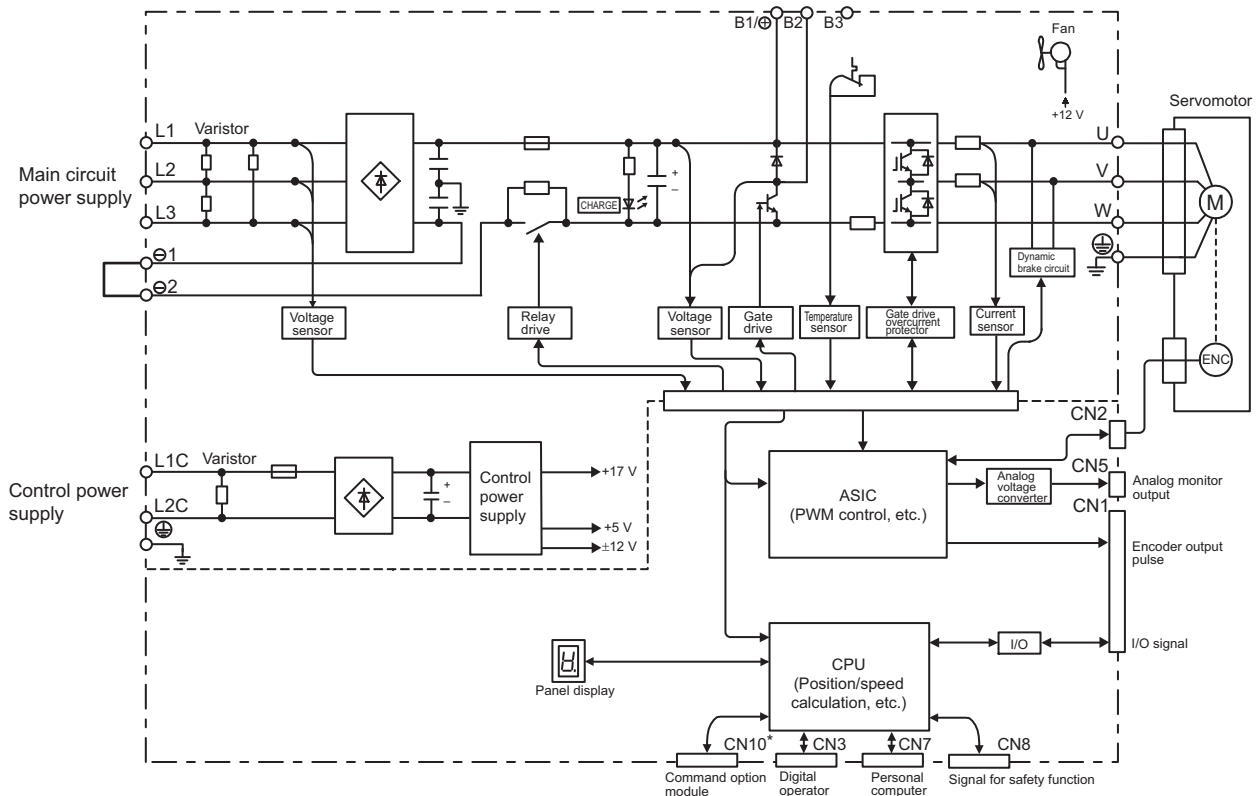 B1/⊕ B2 B3
Fan
+12 V
Servomotor
Main circuit
power supply
L1
Varistor
L2
L3
⊖1
⊖2
CHARGE
+
–
U
V
W
M
Dynamic
brake circuit
Voltage
sensor
Relay
drive
Voltage
sensor
Gate
drive
Temperature
sensor
Gate drive
overcurrent
protector
Current
sensor
ENC
Control power
supply
L1C
Varistor
L2C
+
–
Control
power
supply
+17 V
+5 V
±12 V
ASIC
(PWM control, etc.)
Analog
voltage
converter
CN2
CN5
Analog monitor
output
CN1
Encoder output
pulse
I/O
I/O signal
Panel display
CPU
(Position/speed
calculation, etc.)
CN10*
CN3
CN7
CN8
Command option
module
Digital
operator
Personal
computer
Signal for safety function